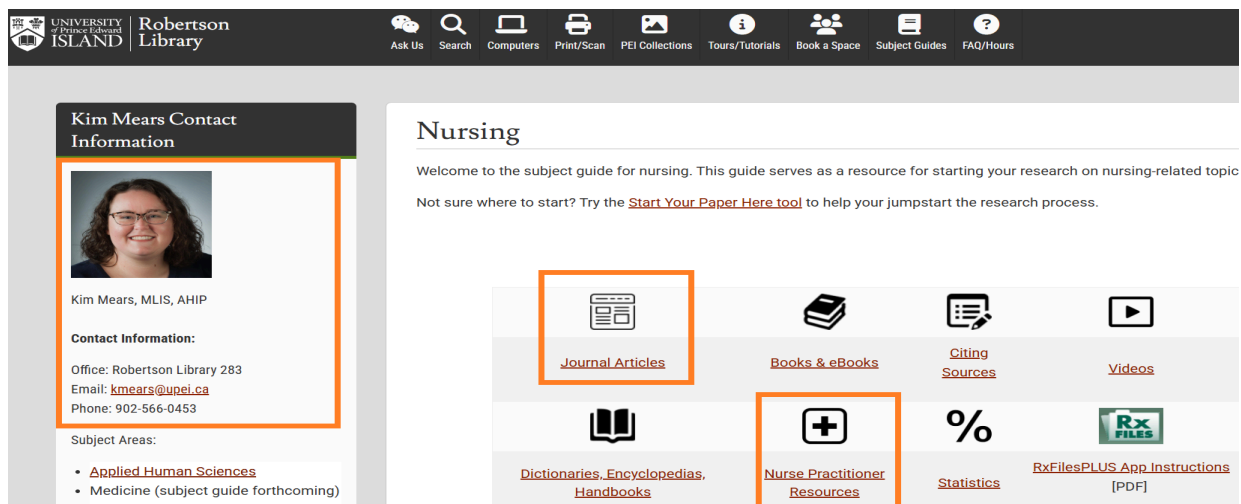 UNIVERSITY
of Prince Edward
ISLAND
Robertson
Library
Ask Us
Search
Computers
Print/Scan
PEI Collections
Tours/Tutorials
Book a Space
Subject Guides
FAQ/Hours
Kim Mears Contact
Information
Kim Mears, MLIS, AHIP
Contact Information:
Office: Robertson Library 283
Email: kmears@upei.ca
Phone: 902-566-0453
Subject Areas:
• Applied Human Sciences
• Medicine (subject guide forthcoming)
Nursing
Welcome to the subject guide for nursing. This guide serves as a resource for starting your research on nursing-related topic
Not sure where to start? Try the Start Your Paper Here tool to help your jumpstart the research process.
Journal Articles
Books & eBooks
Citing
Sources
Videos
%
Rx
FILES
Dictionaries, Encyclopedias,
Handbooks
Nurse Practitioner
Resources
Statistics
RxFilesPLUS App Instructions
[PDF]